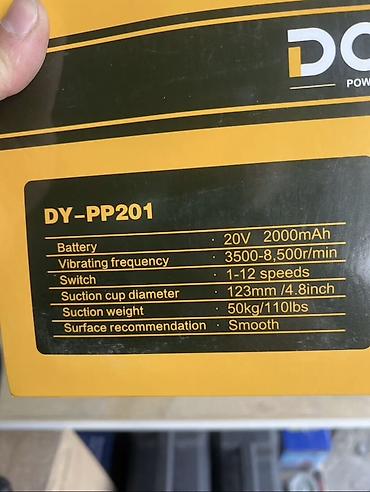 POW
DY-PP201
Battery · 20V 2000mAh
Vibrating frequency · 3500-8,500r/min
Switch · 1-12 speeds
Suction cup diameter · 123mm /4.8inch
Suction weight · 50kg/110lbs
Surface recommendation · Smooth